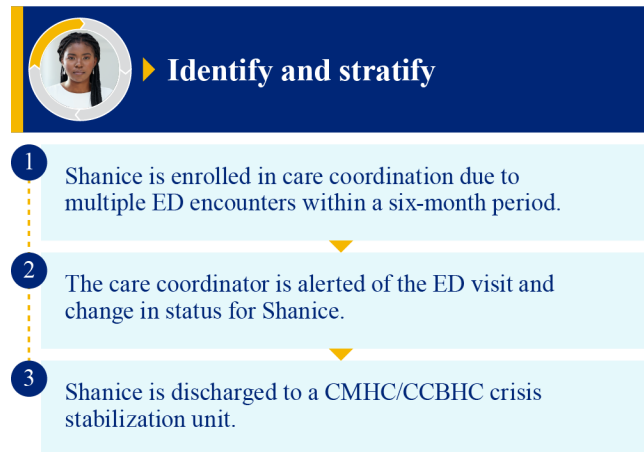 Identify and stratify
1
Shanice is enrolled in care coordination due to
multiple ED encounters within a six-month period.
2
The care coordinator is alerted of the ED visit and
change in status for Shanice.
3
Shanice is discharged to a CMHC/CCBHC crisis
stabilization unit.